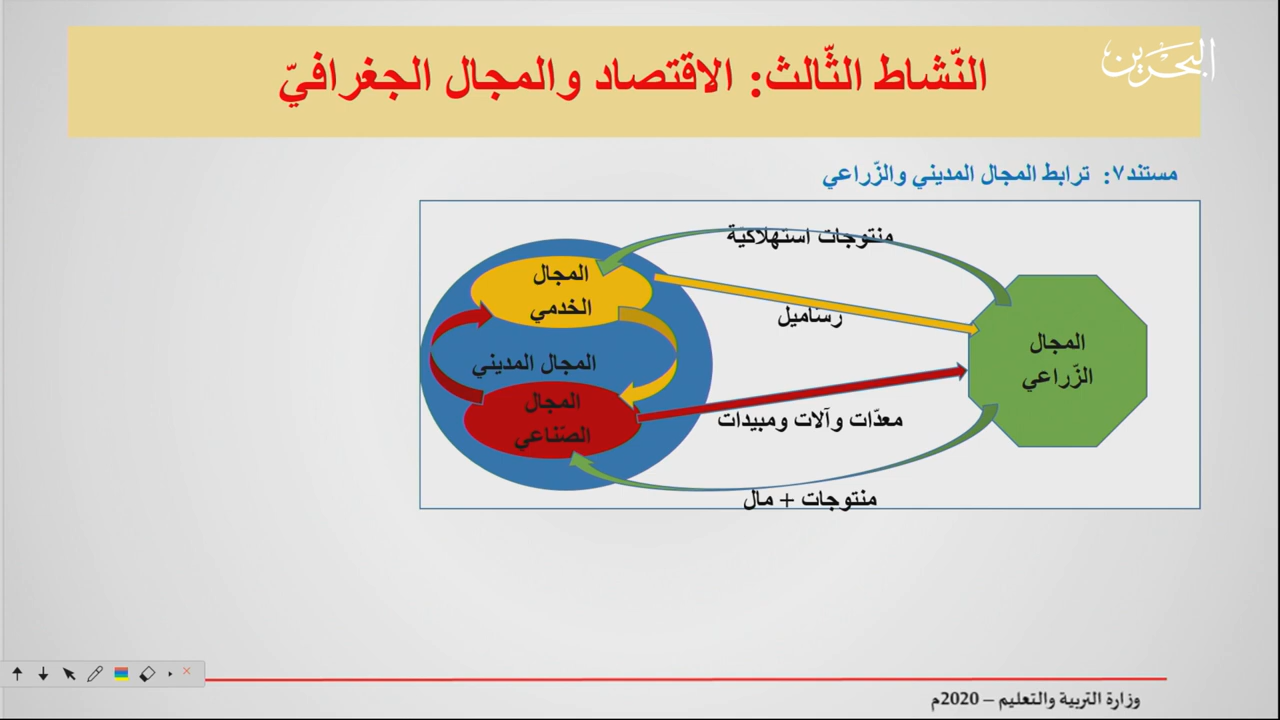 البحرين
النّشاط الثّالث: الاقتصاد والمجال الجغرافيّ
مستند٧: ترابط المجال المديني والزّراعي
منتوجات استهلاكيّة
المجال
الخدمي
رساميل
المجال
الزّراعي
المجال المديني
المجال
الصّناعي
معدّات وآلات ومبيدات
منتوجات + مال
وزارة التربية والتعليم – 2020م